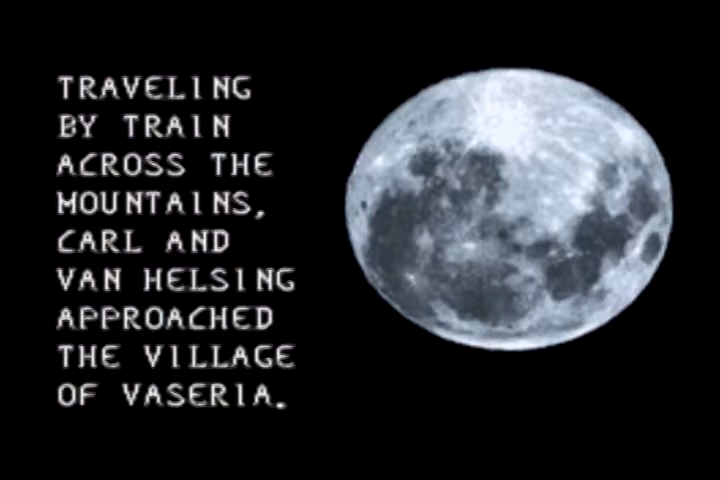 TRAVELING
BY TRAIN
ACROSS THE
MOUNTAINS,
CARL AND
VAN HELSING
APPROACHED
THE VILLAGE
OF VASERIA.